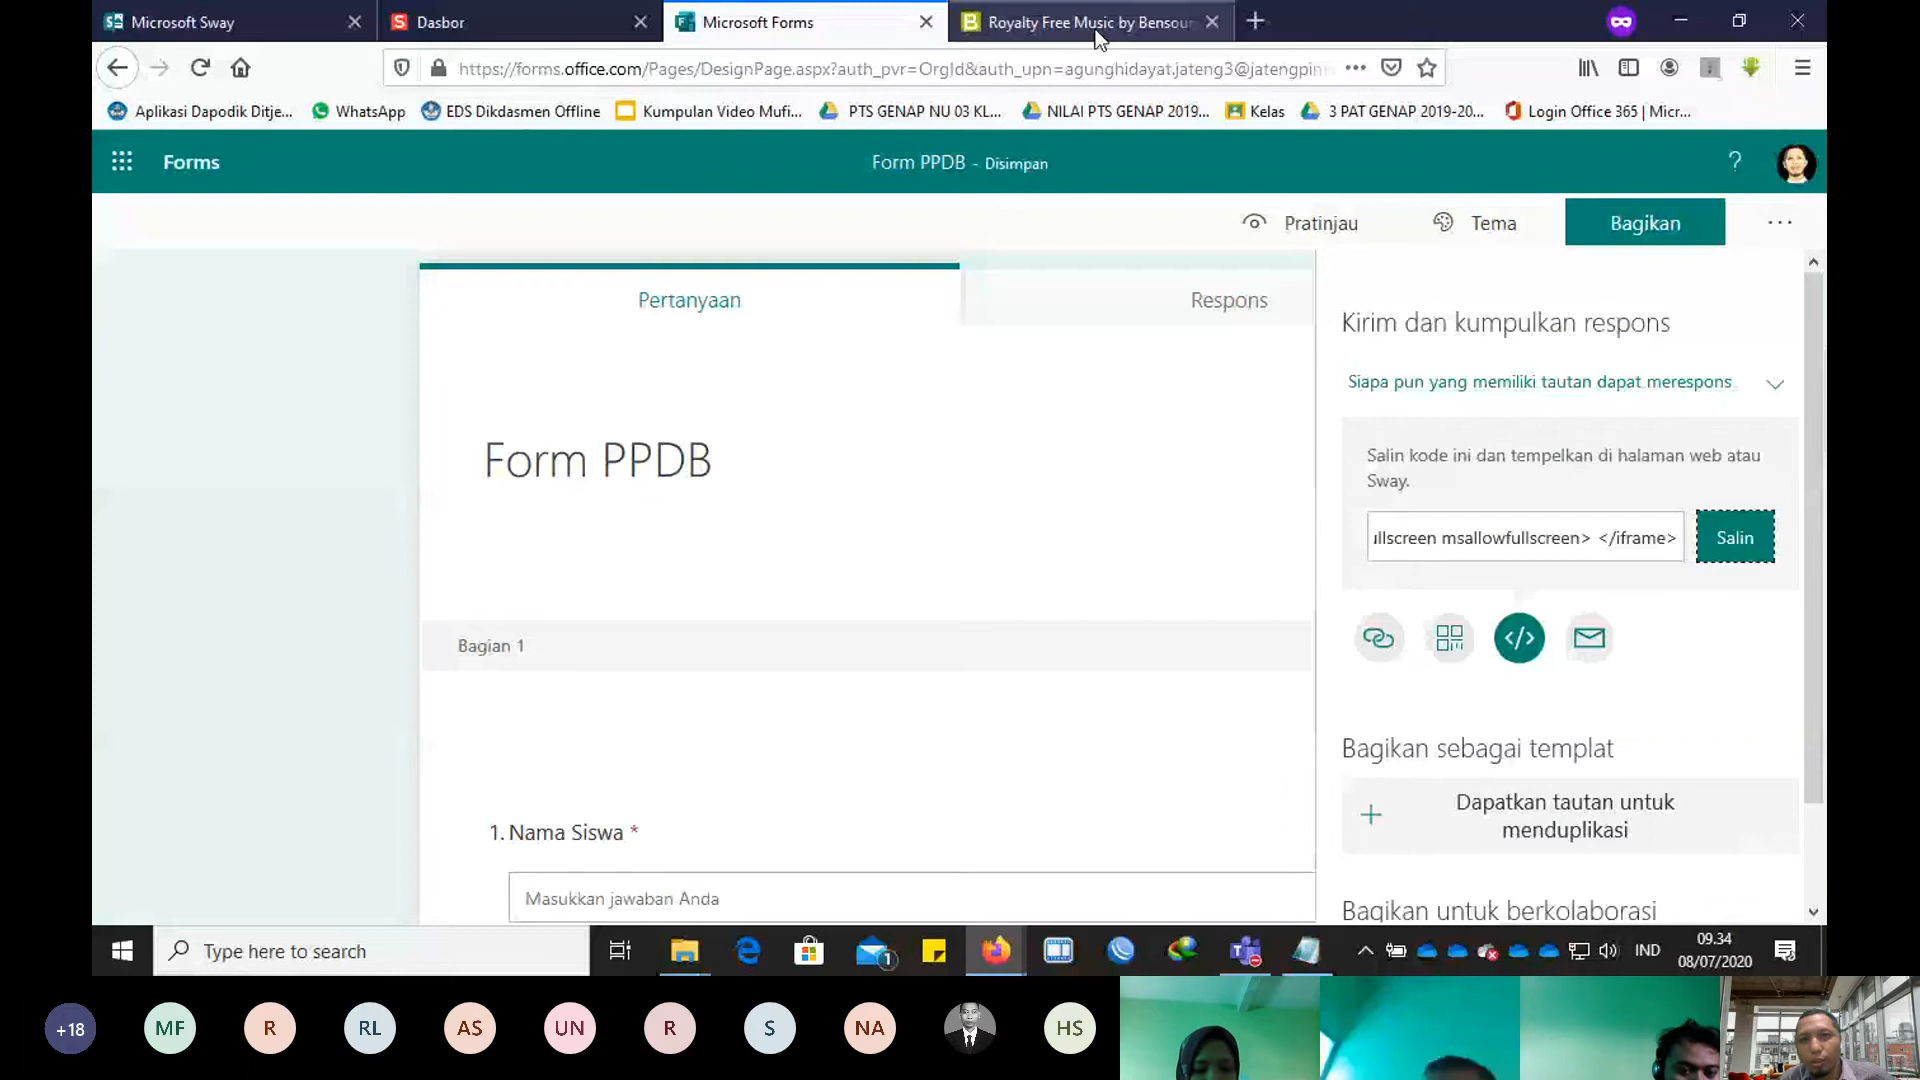 Microsoft Sway
Dasbor
Microsoft Forms
Royalty Free Music by Bensour
https://forms.office.com/Pages/DesignPage.aspx?auth_pvr=OrgId&auth_upn=agunghidayat.jateng3@jatengpinn
Aplikasi Dapodik Ditje...
WhatsApp
EDS Dikdasmen Offline
Kumpulan Video Mufi...
PTS GENAP NU 03 KL...
NILAI PTS GENAP 2019...
Kelas
3 PAT GENAP 2019-20...
Login Office 365 | Micr...
Forms
Form PPDB - Disimpan
?
Pratinjau
Tema
Bagikan
Pertanyaan
Respons
Form PPDB
Bagian 1
1. Nama Siswa *
Masukkan jawaban Anda
Kirim dan kumpulkan respons
Siapa pun yang memiliki tautan dapat merespons
Salin kode ini dan tempelkan di halaman web atau
Sway.
llscreen msallowfullscreen> </iframe>
Salin
Bagikan sebagai templat
Dapatkan tautan untuk
menduplikasi
Bagikan untuk berkolaborasi
Type here to search
1
IND
09.34
08/07/2020
+18
MF
R
RL
AS
UN
R
S
NA
HS